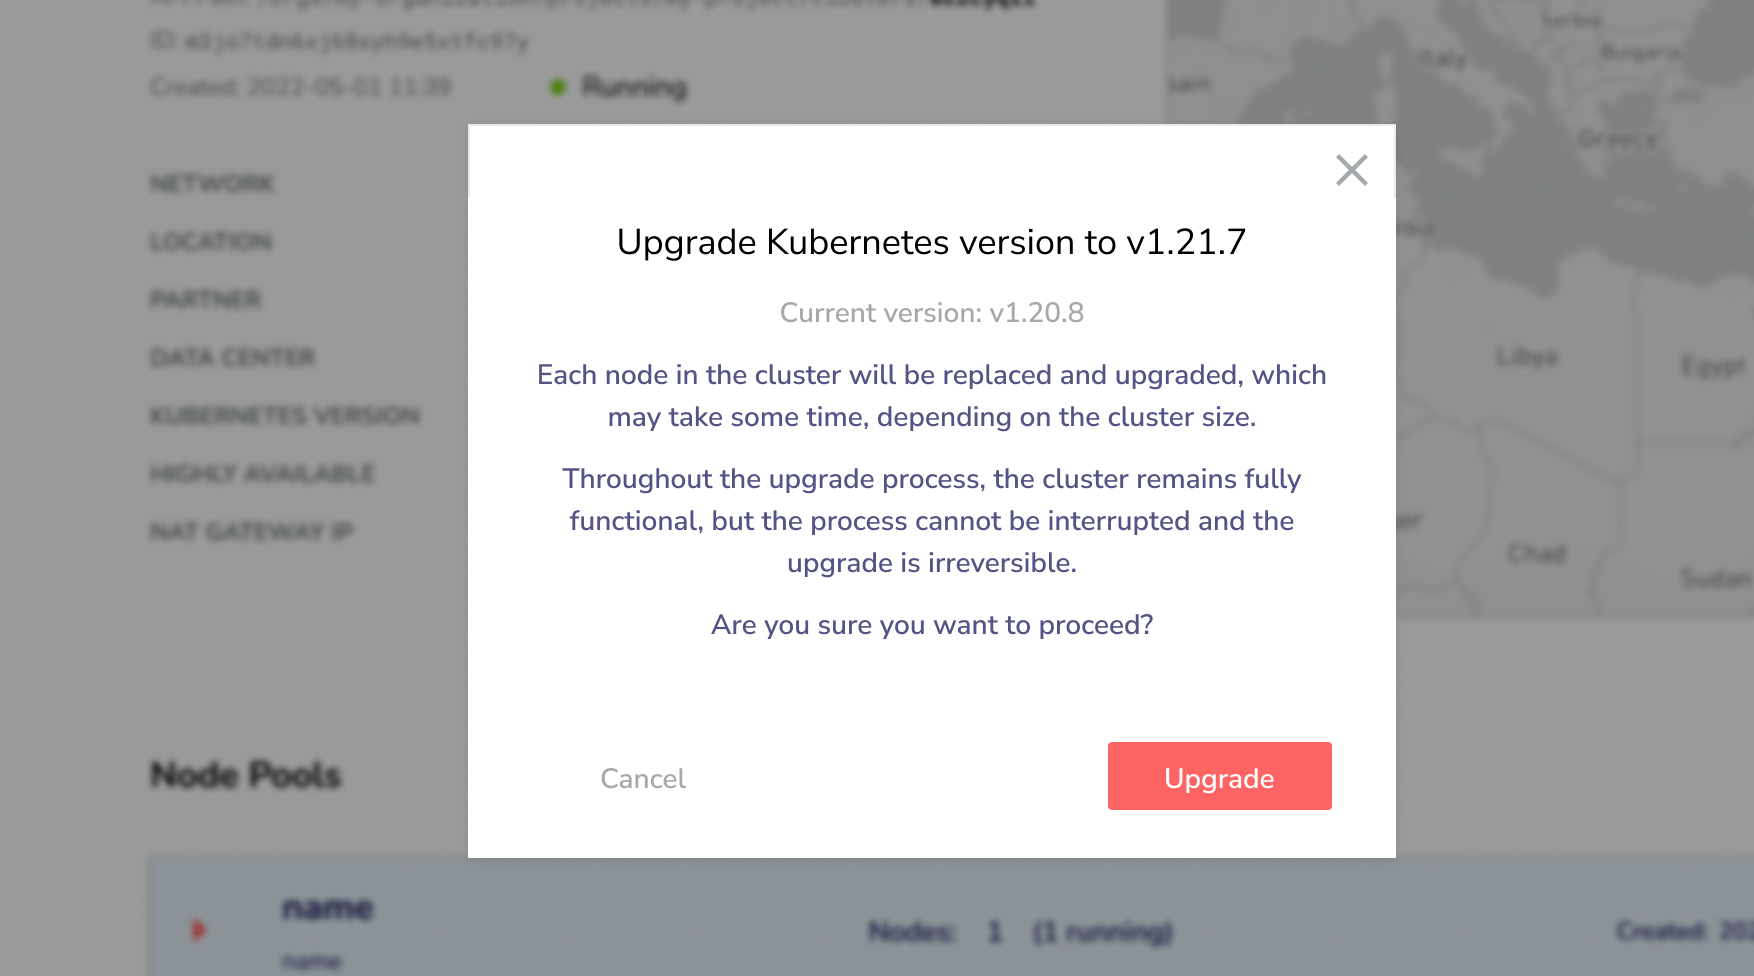 Created: 2022-05-01 11:39
Running
Italy
Bulgaria
Greece
NETWORK
LOCATION
PARTNER
DATA CENTER
KUBERNETES VERSION
HIGHLY AVAILABLE
NAT GATEWAY IP
Upgrade Kubernetes version to v1.21.7
Current version: v1.20.8
Each node in the cluster will be replaced and upgraded, which
may take some time, depending on the cluster size.
Throughout the upgrade process, the cluster remains fully
functional, but the process cannot be interrupted and the
upgrade is irreversible.
Are you sure you want to proceed?
Cancel
Upgrade
Libya
Egypt
Chad
Sudan
Node Pools
name
name
Nodes: 1 (1 running)
Created: 202